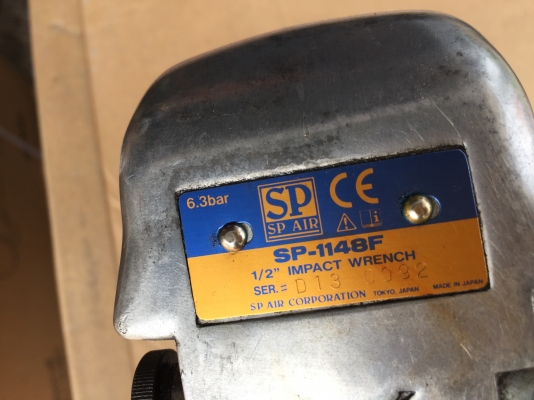 6.3bar
SP
SP AIR
CE
SP-1148F
1/2" IMPACT WRENCH
SER.= D13 0032
SP AIR CORPORATION TOKYO, JAPAN MADE IN JAPAN